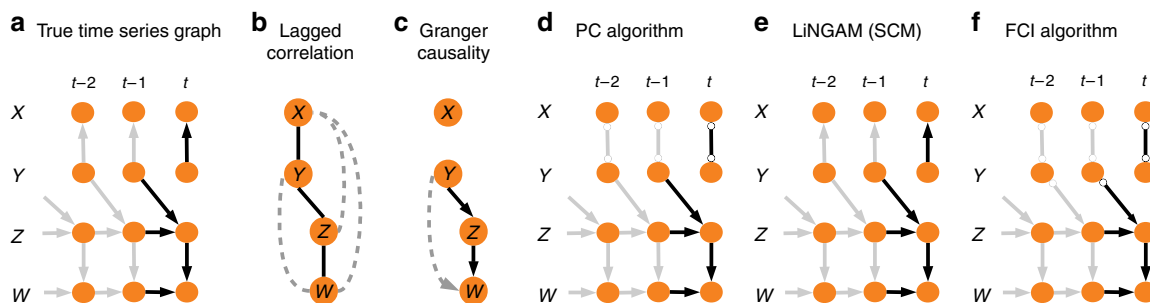 a True time series graph
t–2 t–1 t
X
Y
Z
W
b Lagged
correlation
X
Y
Z
W
c Granger
causality
X
Y
Z
W
d PC algorithm
t–2 t–1 t
X
Y
Z
W
e LiNGAM (SCM)
t–2 t–1 t
X
Y
Z
W
f FCI algorithm
t–2 t–1 t
X
Y
Z
W